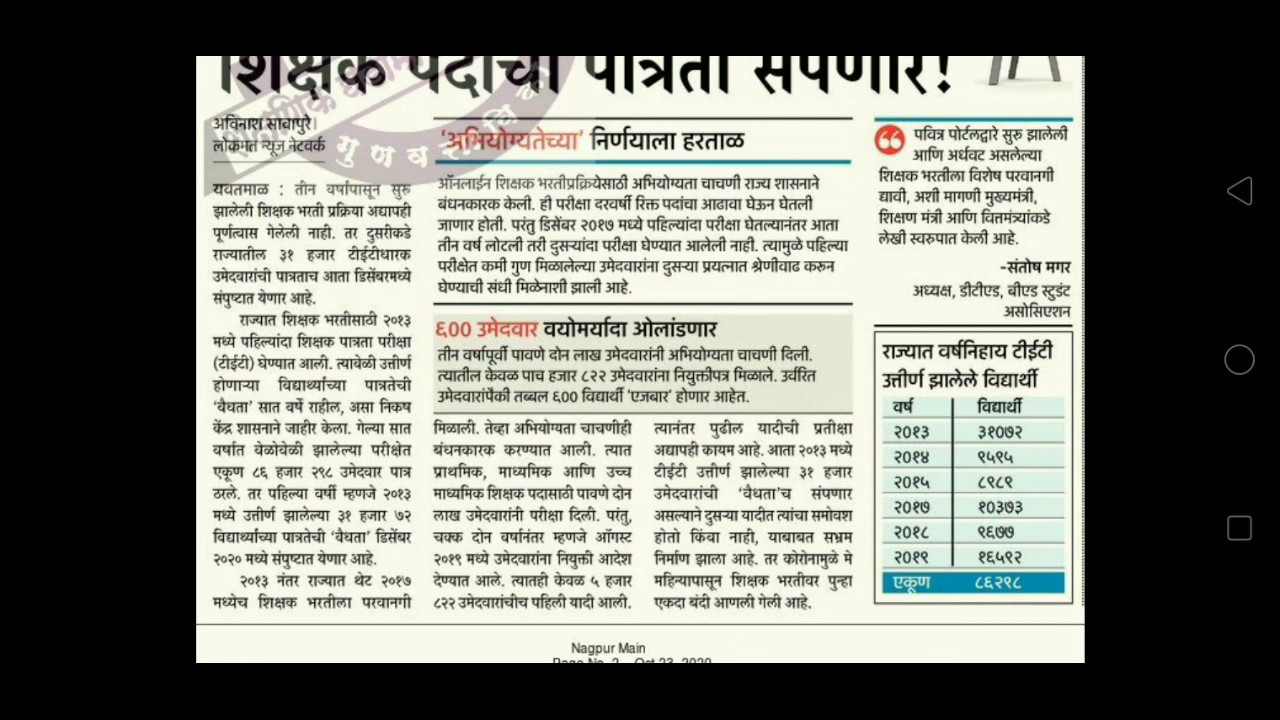 शिक्षक पदाची पात्रता संपणार!
अविनाश साबापुरे।
लोकमत न्यूज नेटवर्क
यवतमाळ : तीन वर्षांपासून सुरु
झालेली शिक्षक भरती प्रक्रिया अद्यापही
पूर्णत्वास गेलेली नाही. तर दुसरीकडे
राज्यातील ३१ हजार टीईटीधारक
उमेदवारांची पात्रताच आता डिसेंबरमध्ये
संपुष्टात येणार आहे.
राज्यात शिक्षक भरतीसाठी २०१३
मध्ये पहिल्यांदा शिक्षक पात्रता परीक्षा
(टीईटी) घेण्यात आली. त्यावेळी उत्तीर्ण
होणाऱ्या विद्यार्थ्यांच्या पात्रतेची
‘वैधता’ सात वर्षे राहील, असा निकष
केंद्र शासनाने जाहीर केला. गेल्या सात
वर्षात वेळोवेळी झालेल्या परीक्षेत
एकूण ८६ हजार २९८ उमेदवार पात्र
ठरले. तर पहिल्या वर्षी म्हणजे २०१३
मध्ये उत्तीर्ण झालेल्या ३१ हजार ७२
विद्यार्थ्यांच्या पात्रतेची ‘वैधता’ डिसेंबर
२०२० मध्ये संपुष्टात येणार आहे.
२०१३ नंतर राज्यात थेट २०१७
मध्येच शिक्षक भरतीला परवानगी
‘अभियोग्यतेच्या’ निर्णयाला हरताळ
ऑनलाईन शिक्षक भरतीप्रक्रियेसाठी अभियोग्यता चाचणी राज्य शासनाने
बंधनकारक केली. ही परीक्षा दरवर्षी रिक्त पदांचा आढावा घेऊन घेतली
जाणार होती. परंतु डिसेंबर २०१७ मध्ये पहिल्यांदा परीक्षा घेतल्यानंतर आता
तीन वर्ष लोटली तरी दुसऱ्यांदा परीक्षा घेण्यात आलेली नाही. त्यामुळे पहिल्या
परीक्षेत कमी गुण मिळालेल्या उमेदवारांना दुसऱ्या प्रयत्नात श्रेणीवाढ करून
घेण्याची संधी मिळेनाशी झाली आहे.
६०० उमेदवार वयोमर्यादा ओलांडणार
तीन वर्षापूर्वी पावणे दोन लाख उमेदवारांनी अभियोग्यता चाचणी दिली.
त्यातील केवळ पाच हजार ८२२ उमेदवारांना नियुक्तीपत्र मिळाले. उर्वरित
उमेदवारांपैकी तब्बल ६०० विद्यार्थी ‘एजबार’ होणार आहेत.
मिळाली. तेव्हा अभियोग्यता चाचणीही
बंधनकारक करण्यात आली. त्यात
प्राथमिक, माध्यमिक आणि उच्च
माध्यमिक शिक्षक पदासाठी पावणे दोन
लाख उमेदवारांनी परीक्षा दिली. परंतु,
चक्क दोन वर्षानंतर म्हणजे ऑगस्ट
२०१९ मध्ये उमेदवारांना नियुक्ती आदेश
देण्यात आले. त्यातही केवळ ५ हजार
८२२ उमेदवारांचीच पहिली यादी आली.
त्यानंतर पुढील यादीची प्रतीक्षा
अद्यापही कायम आहे. आता २०१३ मध्ये
टीईटी उत्तीर्ण झालेल्या ३१ हजार
उमेदवारांची ‘वैधता’च संपणार
असल्याने दुसऱ्या यादीत त्यांचा समोवश
होतो किंवा नाही, याबाबत सभ्रम
निर्माण झाला आहे. तर कोरोनामुळे मे
महिन्यापासून शिक्षक भरतीवर पुन्हा
एकदा बंदी आणली गेली आहे.
पवित्र पोर्टलद्वारे सुरू झालेली
आणि अर्धवट असलेल्या
शिक्षक भरतीला विशेष परवानगी
द्यावी, अशी मागणी मुख्यमंत्री,
शिक्षण मंत्री आणि वित्तमंत्र्यांकडे
लेखी स्वरुपात केली आहे.
-संतोष मगर
अध्यक्ष, डीटीएड, बीएड स्टुडंट
असोसिएशन
राज्यात वर्षनिहाय टीईटी
उत्तीर्ण झालेले विद्यार्थी
वर्ष विद्यार्थी
२०१३ ३१०७२
२०१४ ९५९५
२०१५ ८९८९
२०१७ १०३७३
२०१८ ९६७७
२०१९ १६५९२
एकूण ८६२९८
Nagpur Main
Page No. 2 Oct 23, 2020